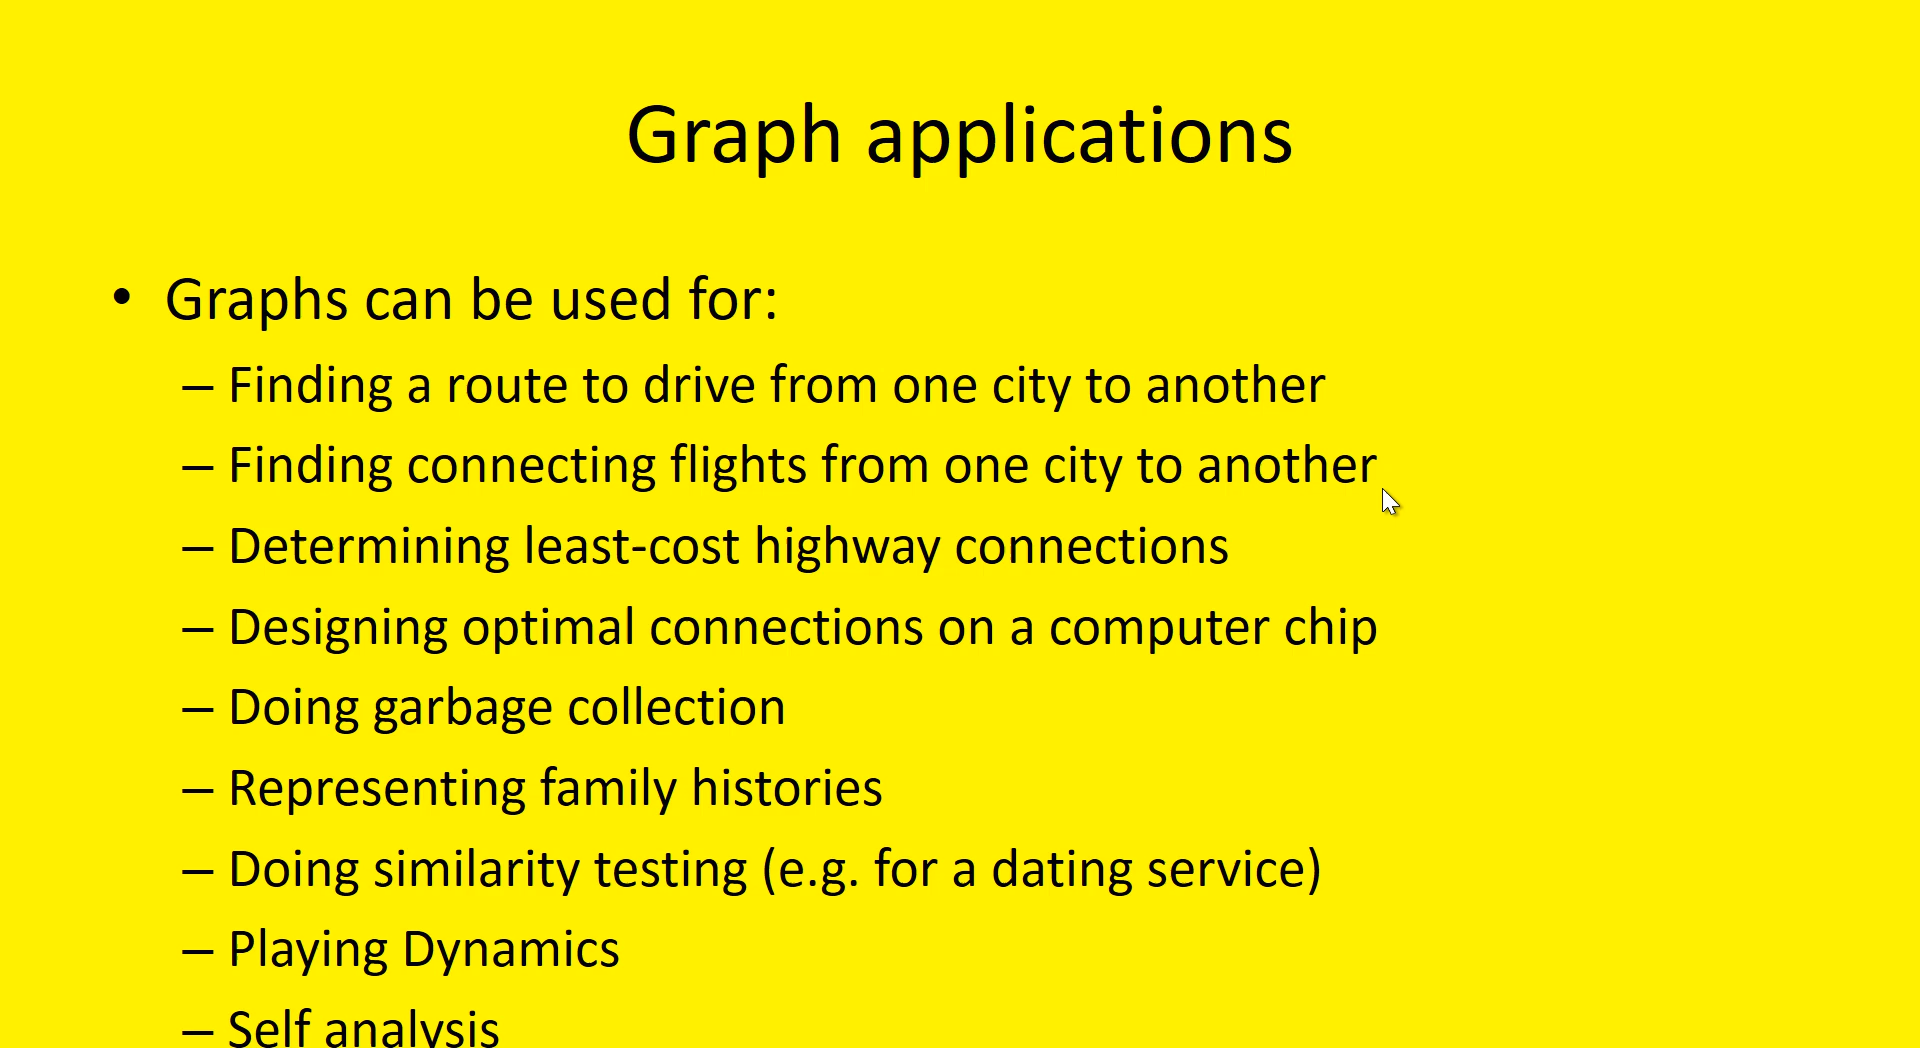 Graph applications
• Graphs can be used for:
– Finding a route to drive from one city to another
– Finding connecting flights from one city to another
– Determining least-cost highway connections
– Designing optimal connections on a computer chip
– Doing garbage collection
– Representing family histories
– Doing similarity testing (e.g. for a dating service)
– Playing Dynamics
– Self analysis